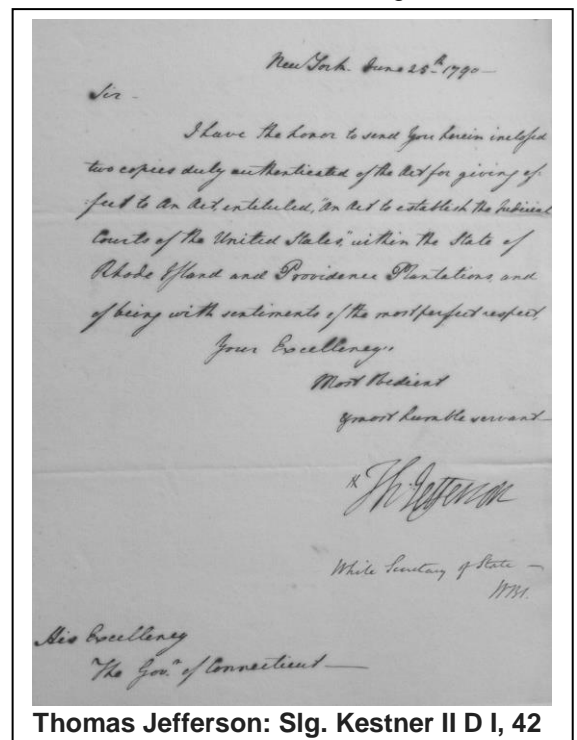 New York June 25th 1790 —
Sir -
I have the honor to send you herein inclosed
two copies duly authenticated of the Act for giving ef-
:fect to an Act entituled, "An Act to establish the Judicial
Courts of the United States," within the State of
Rhode Island and Providence Plantations, and
of being with sentiments of the most perfect respect,
Your Excellency's
Most Obedient
& most humble servant
Th: Jefferson
While Secretary of State —
His Excellency
The Govr. of Connecticut —
Thomas Jefferson: Slg. Kestner II D I, 42